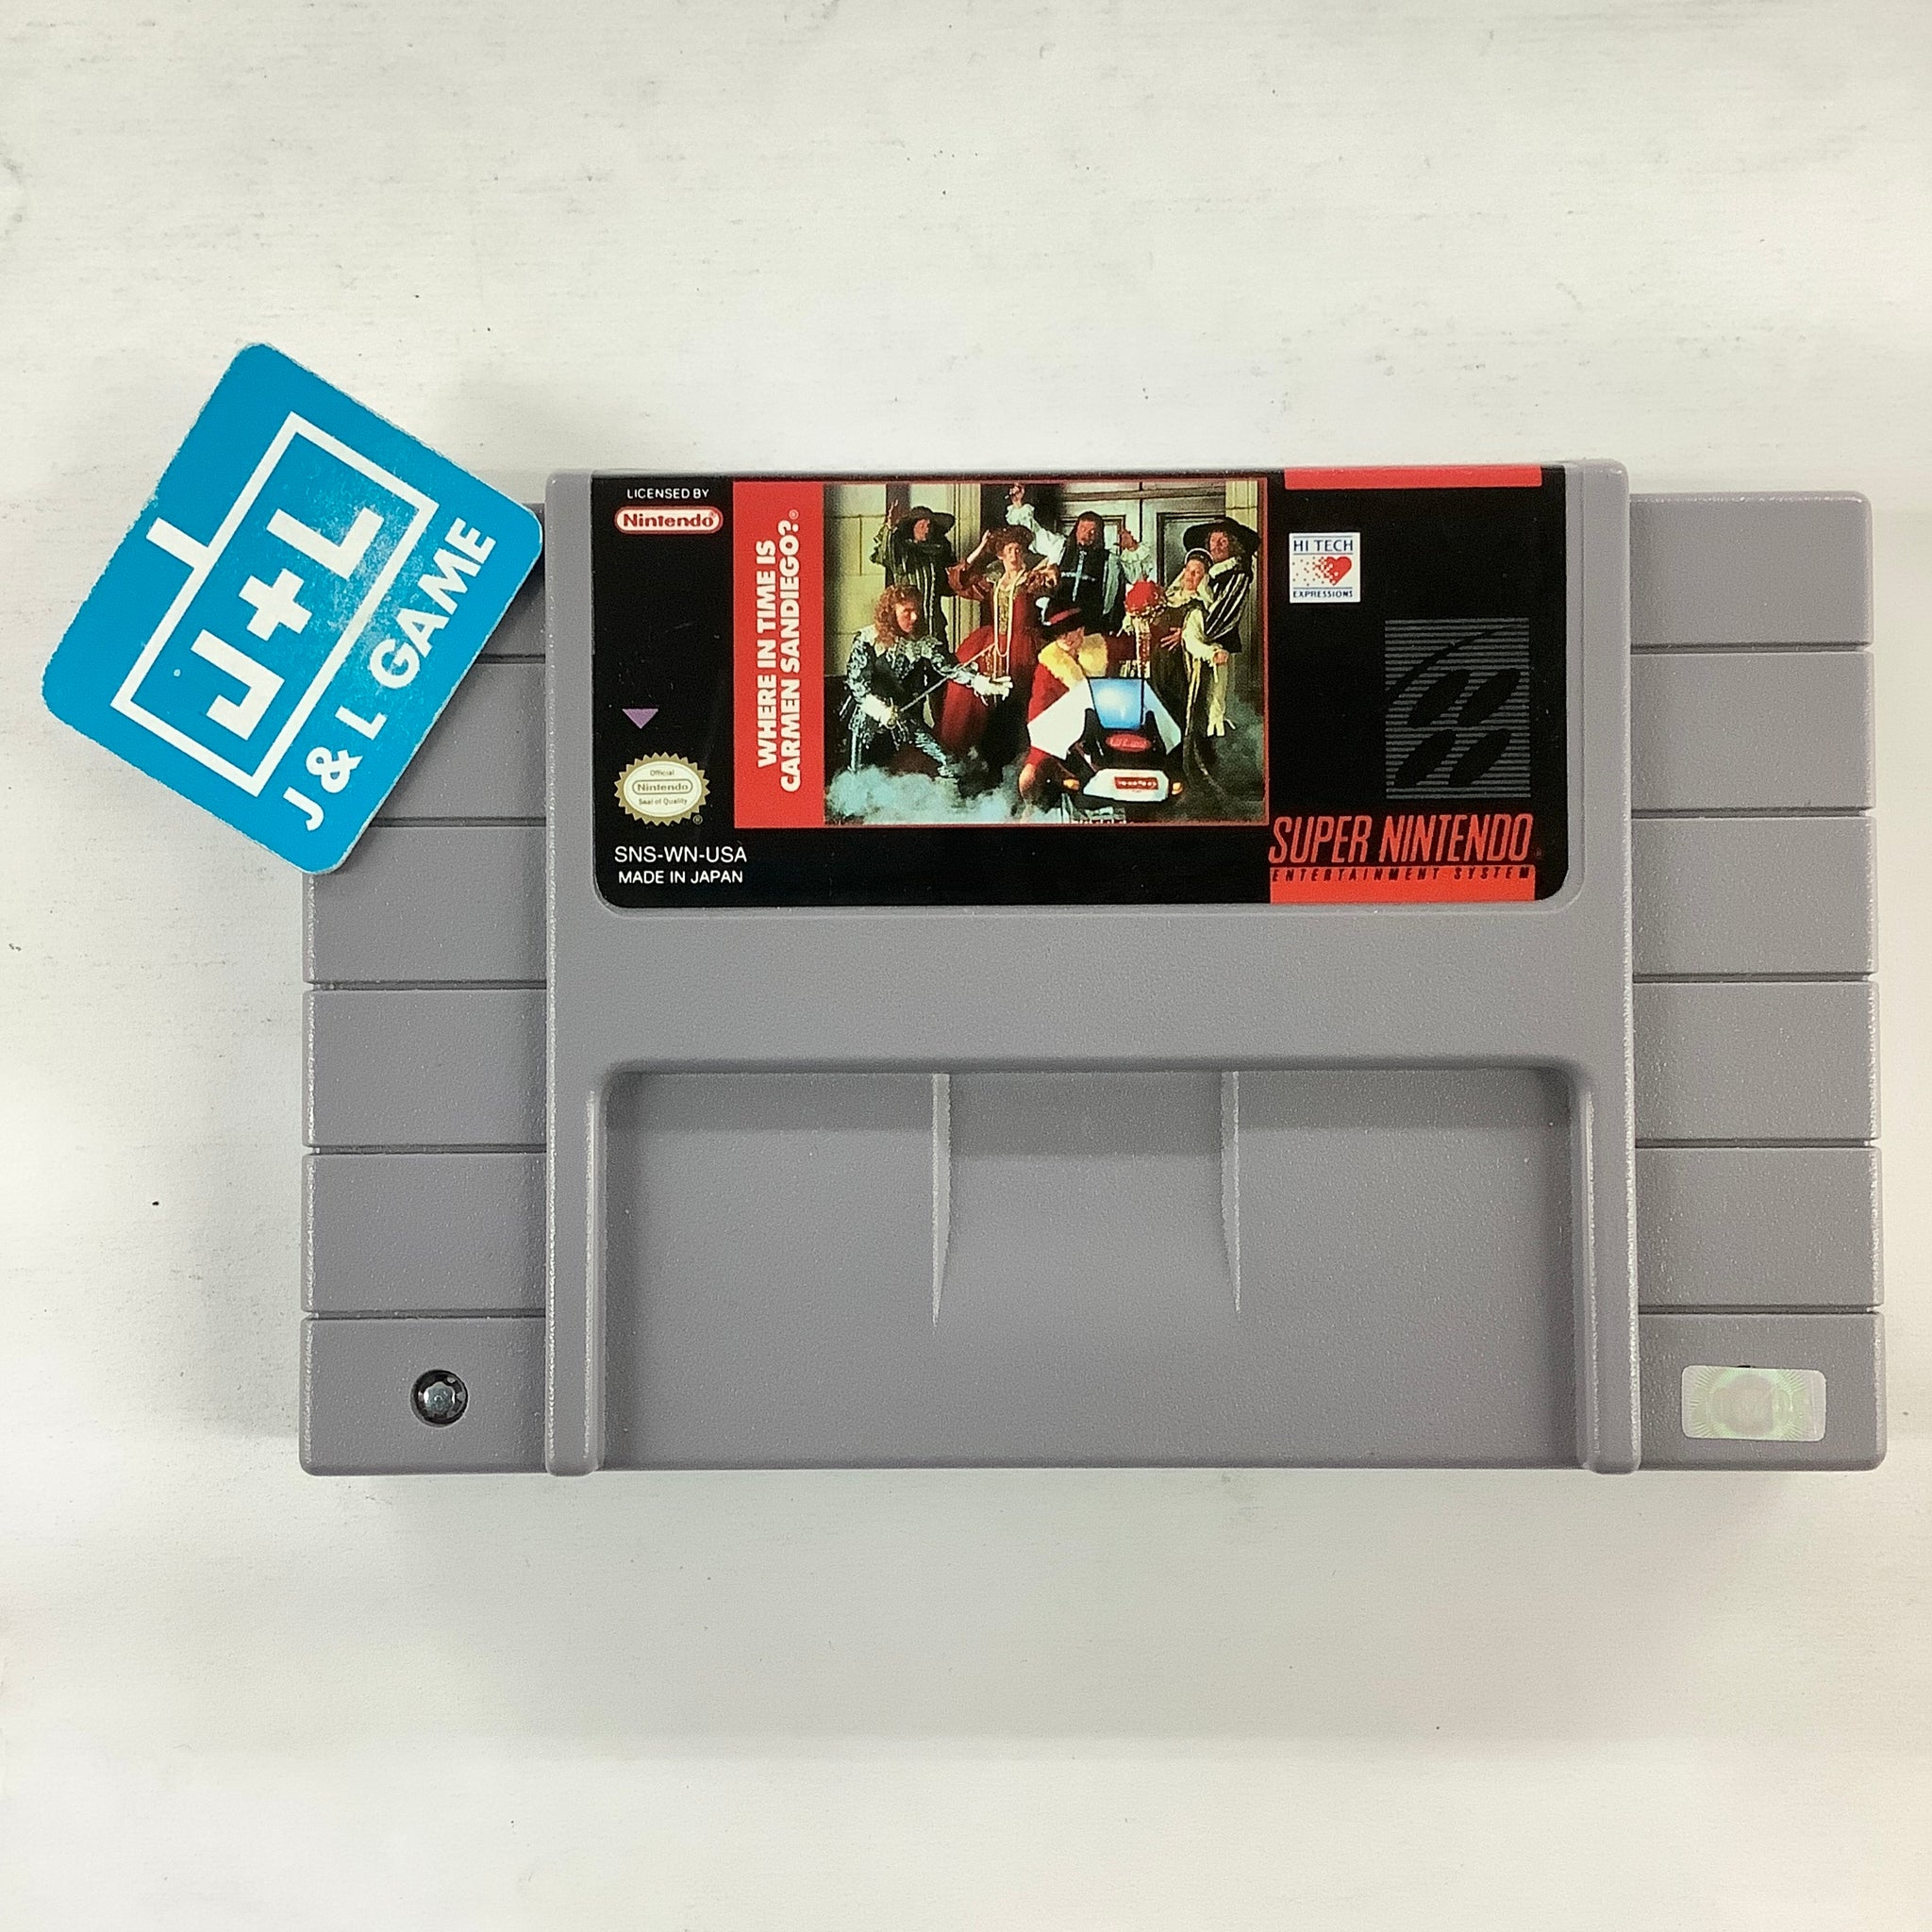 J+L
J & L GAME
LICENSED BY
Nintendo
WHERE IN TIME IS
CARMEN SANDIEGO?®
HI TECH
EXPRESSIONS
Official
Nintendo
Seal of Quality
®
SNS-WN-USA
MADE IN JAPAN
SUPER NINTENDO
ENTERTAINMENT SYSTEM